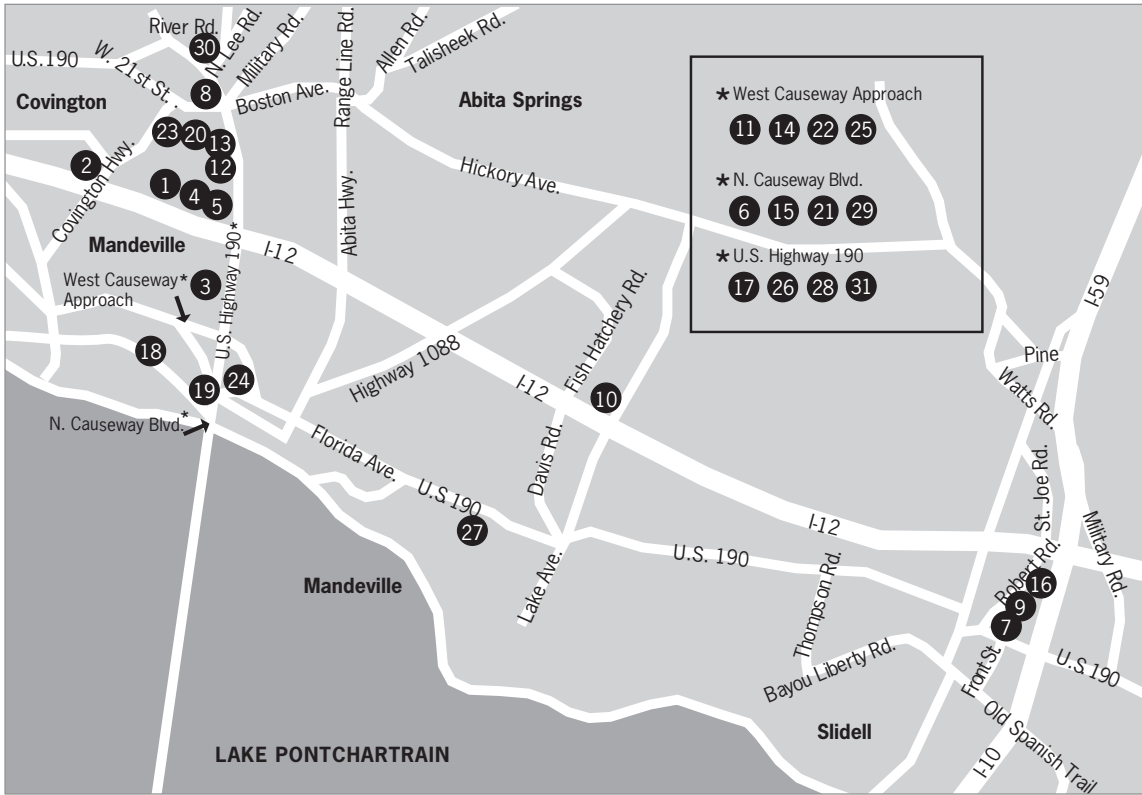 River Rd.
30
N. Lee Rd.
Military Rd.
Range Line Rd.
Allen Rd.
Talisheek Rd.
U.S.190
W. 21st St.
8
Boston Ave.
Covington
Abita Springs
23
20
13
12
2
Covington Hwy.
1
4
5
Hickory Ave.
Abita Hwy.
* West Causeway Approach
11 14 22 25
* N. Causeway Blvd.
6 15 21 29
* U.S. Highway 190
17 26 28 31
Mandeville
I-12
U.S. Highway 190*
West Causeway*
Approach
3
I-59
Fish Hatchery Rd.
Highway 1088
18
19
24
I-12
10
Pine
Watts Rd.
N. Causeway Blvd.*
Florida Ave.
Davis Rd.
U.S. 190
27
St. Joe Rd.
I-12
Military Rd.
U.S. 190
Robert Rd.
16
9
7
Mandeville
Lake Ave.
Thompson Rd.
Bayou Liberty Rd.
Front St
U.S.190
Old Spanish Trail
Slidell
LAKE PONTCHARTRAIN
I-10